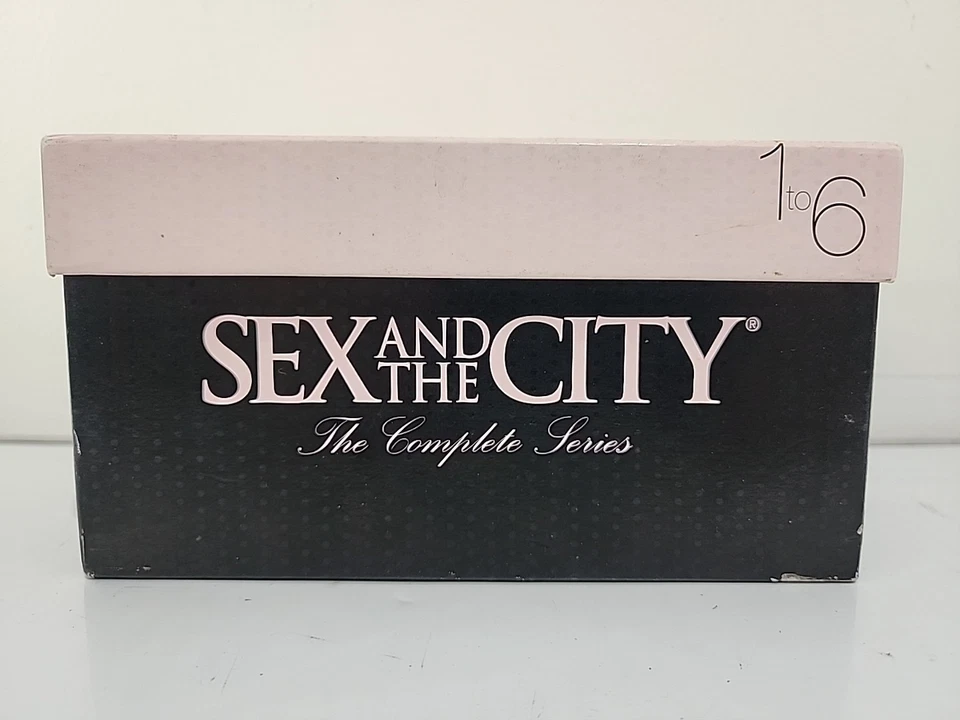 1 to 6
SEX AND THE CITY®
The Complete Series